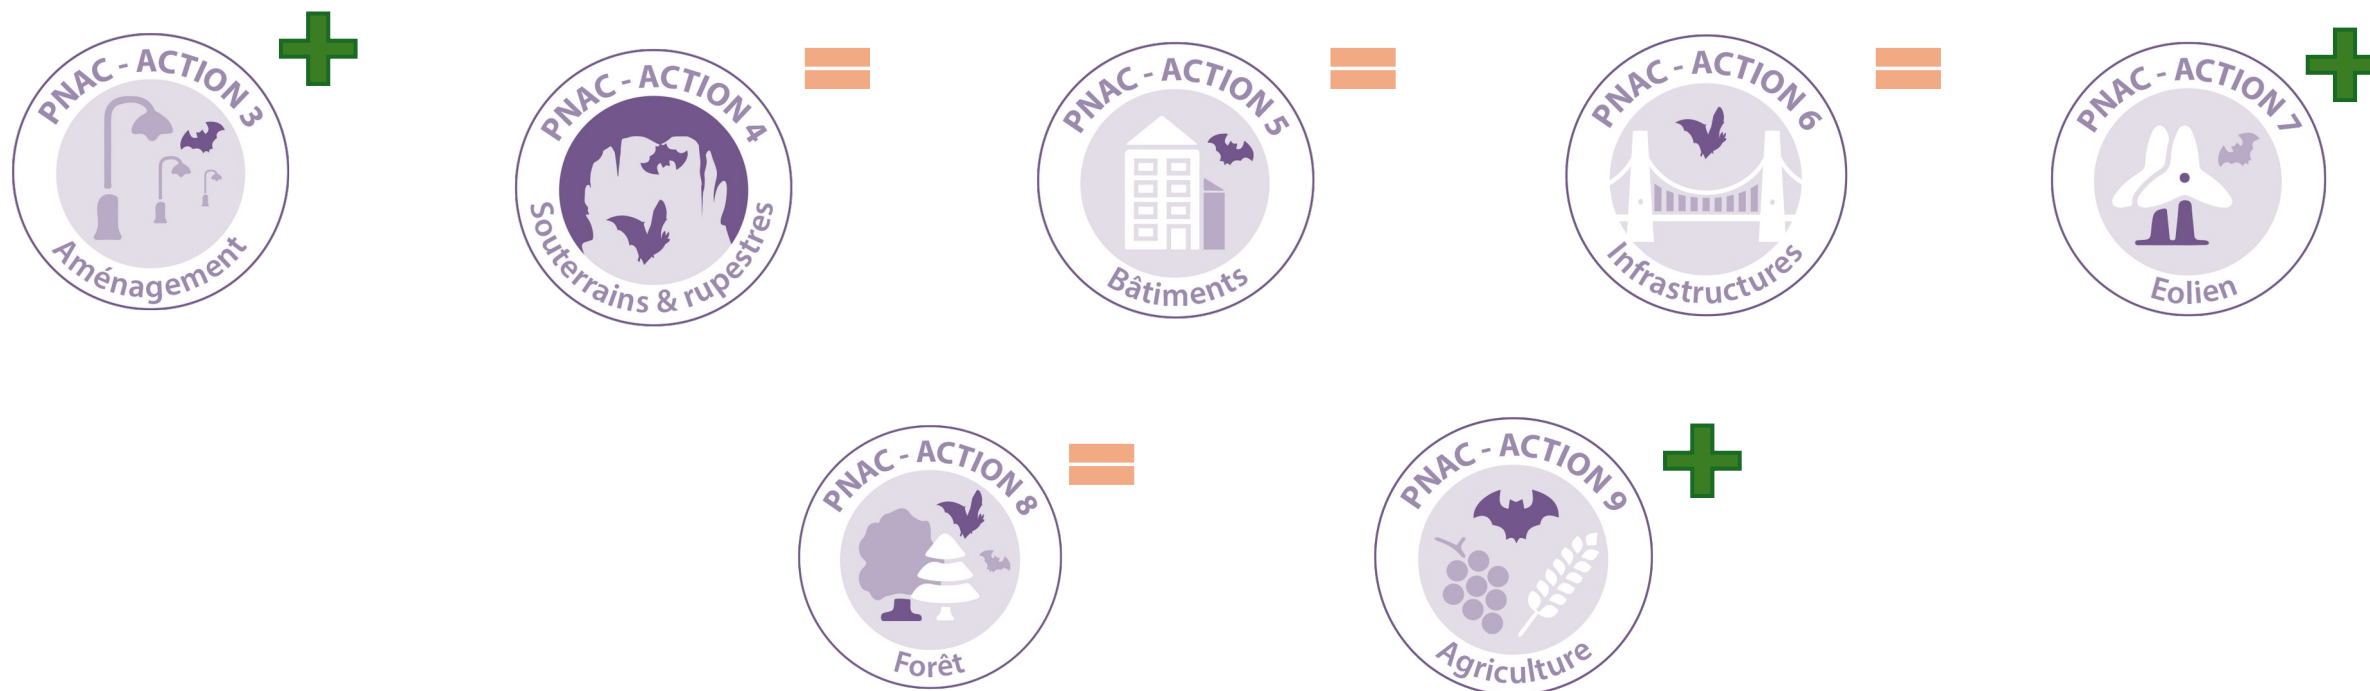 PNAC - ACTION 3
Aménagement
PNAC - ACTION 4
Souterrains & rupestres
PNAC - ACTION 5
Bâtiments
PNAC - ACTION 6
Infrastructures
PNAC - ACTION 7
Eolien
PNAC - ACTION 8
Forêt
PNAC - ACTION 9
Agriculture